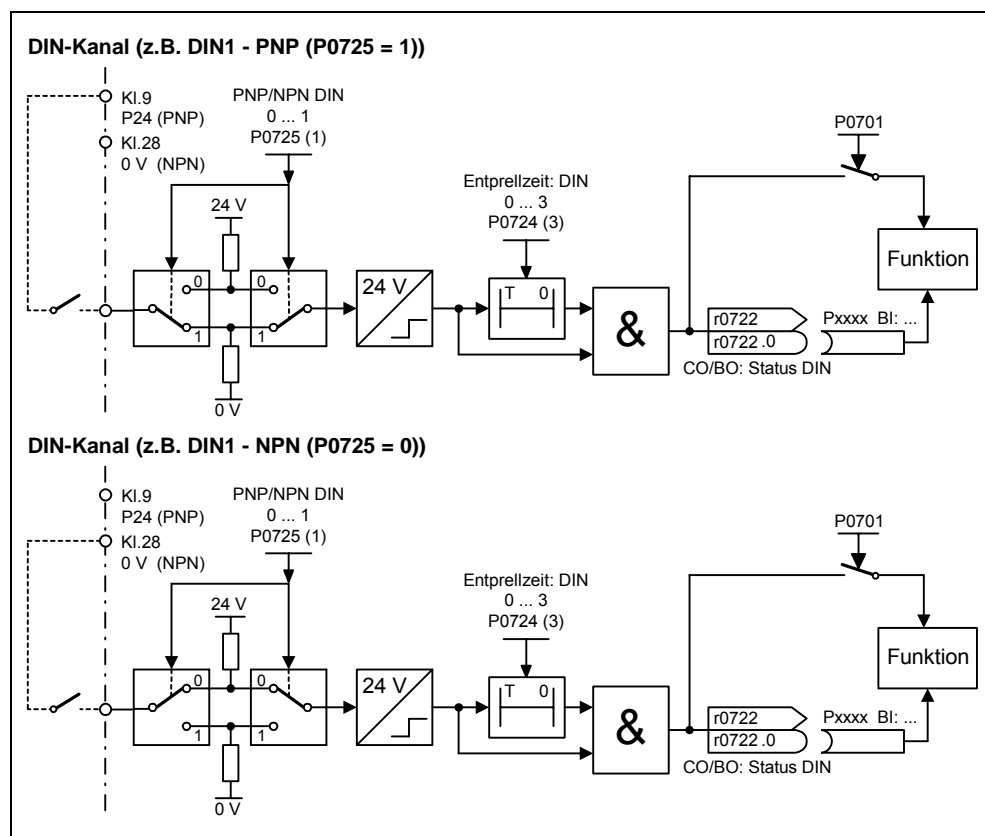 DIN-Kanal (z.B. DIN1 - PNP (P0725 = 1))
Kl.9
P24 (PNP)
Kl.28
0 V (NPN)
PNP/NPN DIN
0 ... 1
P0725 (1)
P0701
Entprellzeit: DIN
0 ... 3
P0724 (3)
24 V
0
0
1
1
0 V
24 V
T 0
&
Funktion
r0722
r0722 .0
Pxxxx BI: ...
CO/BO: Status DIN
DIN-Kanal (z.B. DIN1 - NPN (P0725 = 0))
Kl.9
P24 (PNP)
Kl.28
0 V (NPN)
PNP/NPN DIN
0 ... 1
P0725 (1)
P0701
Entprellzeit: DIN
0 ... 3
P0724 (3)
24 V
0
0
1
1
0 V
24 V
T 0
&
Funktion
r0722
r0722 .0
Pxxxx BI: ...
CO/BO: Status DIN